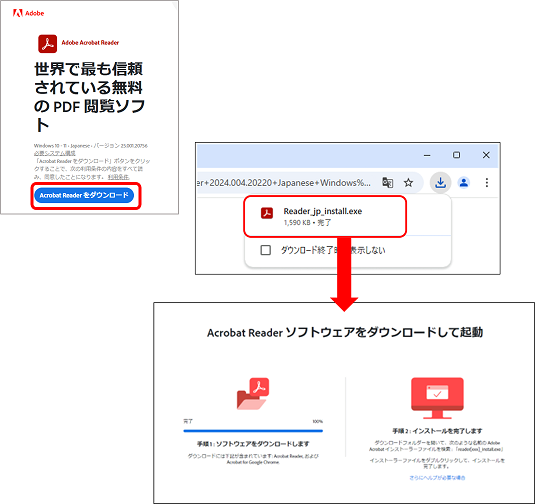 Adobe
Adobe Acrobat Reader
世界で最も信頼
されている無料
の PDF 閲覧ソフ
ト
Windows 10 - 11 - Japanese - バージョン 25.001.20756
必要システム構成
「Acrobat Reader をダウンロード」ボタンをクリッ
クすることで、次の利用条件の内容をすべて読
み、同意したことになります。 利用条件.
Acrobat Reader をダウンロード
er+2024.004.20220+Japanese+Windows%...
Reader_jp_install.exe
1,590 KB • 完了
ダウンロード終了時 表示しない
Acrobat Reader ソフトウェアをダウンロードして起動
完了 100%
手順 1 : ソフトウェアをダウンロードします
ダウンロードには下記が含まれています: Acrobat Reader, および
Acrobat for Google Chrome.
手順 2 : インストールを完了します
ダウンロードフォルダーを開いて、次のような名前の Adobe
Acrobat インストーラーファイルを検索 :「reader[xxx]_install.exe」
インストーラーファイルをダブルクリックして、インストールを
完了します。
さらにヘルプが必要な場合